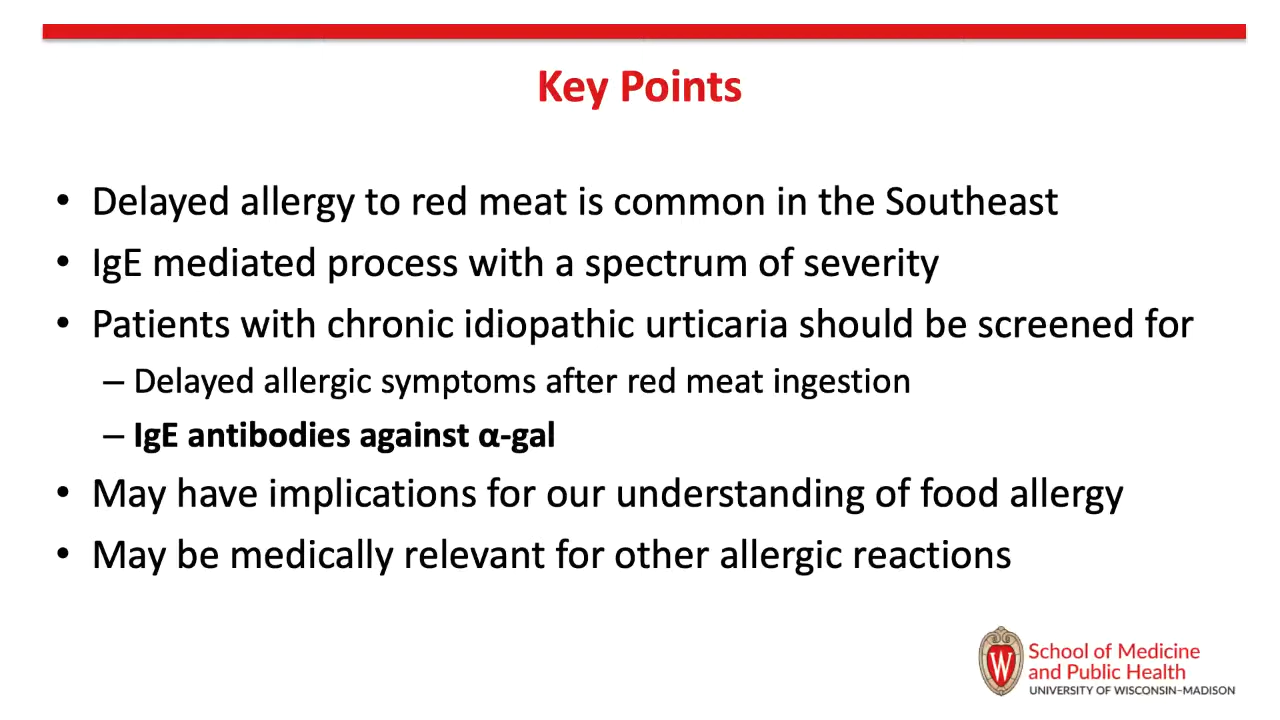 Key Points
• Delayed allergy to red meat is common in the Southeast
• IgE mediated process with a spectrum of severity
• Patients with chronic idiopathic urticaria should be screened for
– Delayed allergic symptoms after red meat ingestion
– IgE antibodies against α-gal
• May have implications for our understanding of food allergy
• May be medically relevant for other allergic reactions
W
School of Medicine
and Public Health
UNIVERSITY OF WISCONSIN–MADISON